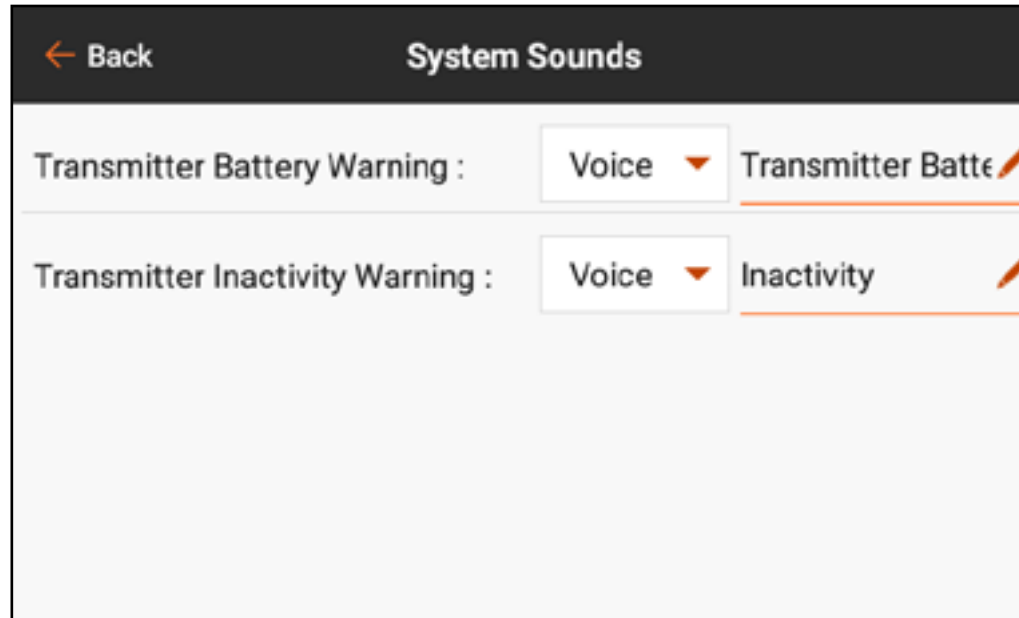 Back System Sounds
Transmitter Battery Warning : Voice Transmitter Batte
Transmitter Inactivity Warning : Voice Inactivity